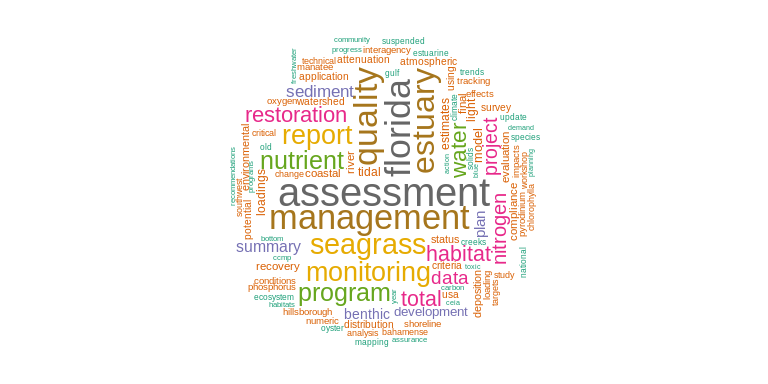 community
progress interagency suspended
technical attenuation estuarine
manatee gulf atmospheric
application
freshwater
sediment
using
tracking
trends
oxygen watershed
restoration
quality
florida
estuary
estimates
climate
final
light
effects
survey
update
critical
report
water
model
project
demand
species
environmental
old
nutrient
river
tidal
change coastal
action
solids
blue
evaluation
impacts
workshop
planning
recommendations
southwest
programs
loadings
potential
assessment
management
plan
nitrogen
compliance
pyrodinium
chlorophylla
bottom
summary
seagrass
status
creeks
habitat
ccmp
recovery
monitoring
criteria
toxic
national
conditions
phosphorus
data
carbon
deposition
loading
targets
study
ecosystem
habitats
program
year
total
usa
ceia
hillsborough
benthic
development
numeric
oyster
distribution
shoreline
analysis bahamense
mapping
assurance